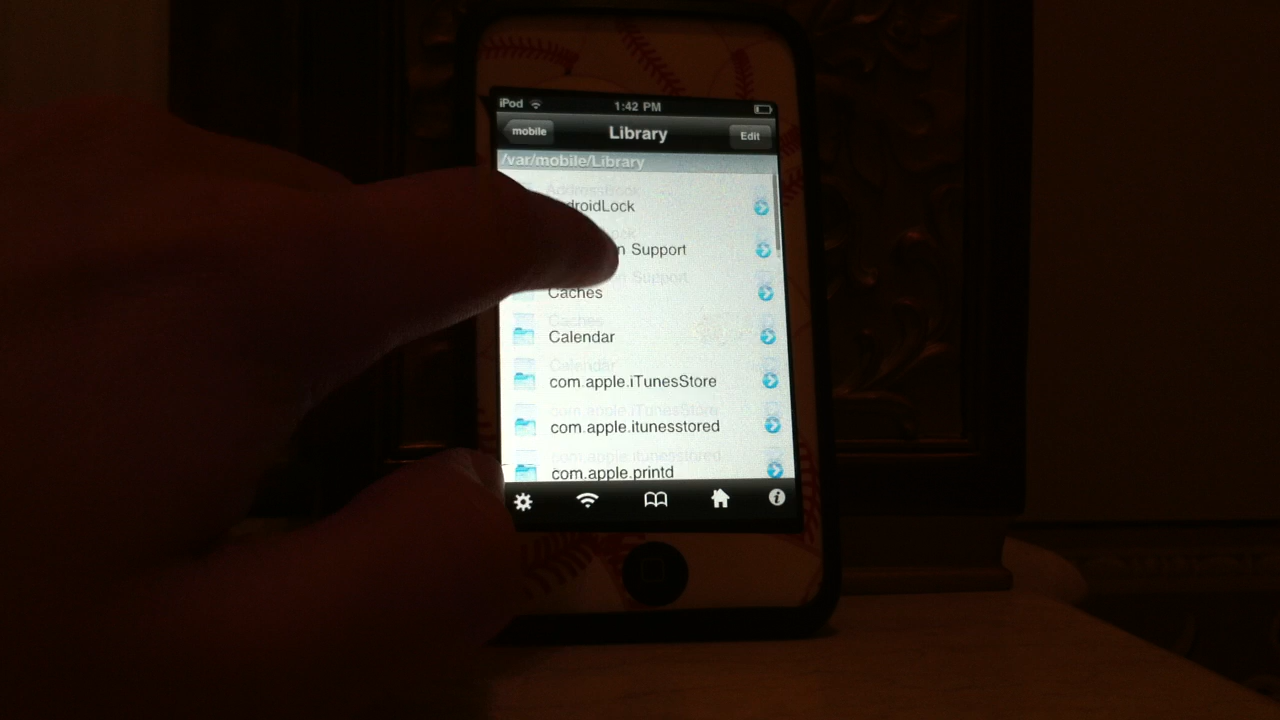 iPod 1:42 PM
mobile Library Edit
/var/mobile/Library
AddressBook
droidLock
n Support
Caches
Calendar
com.apple.iTunesStore
com.apple.itunesstored
com.apple.printd